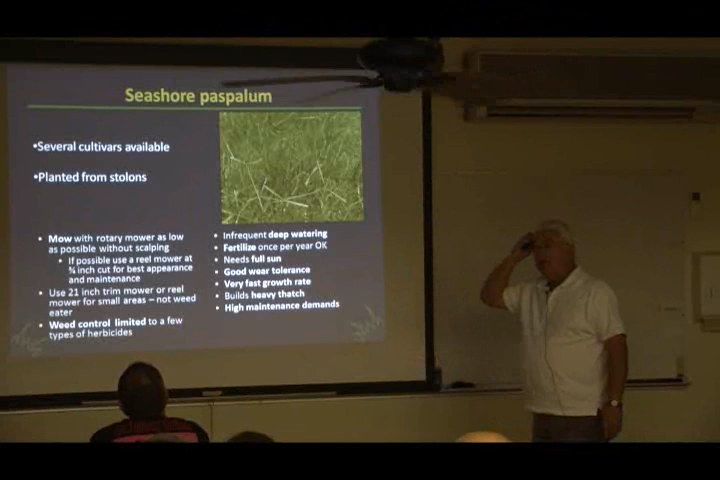 Seashore paspalum
•Several cultivars available
•Planted from stolons
• Mow with rotary mower as low
as possible without scalping
• If possible use a reel mower at
¾ inch cut for best appearance
and maintenance
• Use 21 inch trim mower or reel
mower for small areas – not weed
eater
• Weed control limited to a few
types of herbicides
• Infrequent deep watering
• Fertilize once per year OK
• Needs full sun
• Good wear tolerance
• Very fast growth rate
• Builds heavy thatch
• High maintenance demands